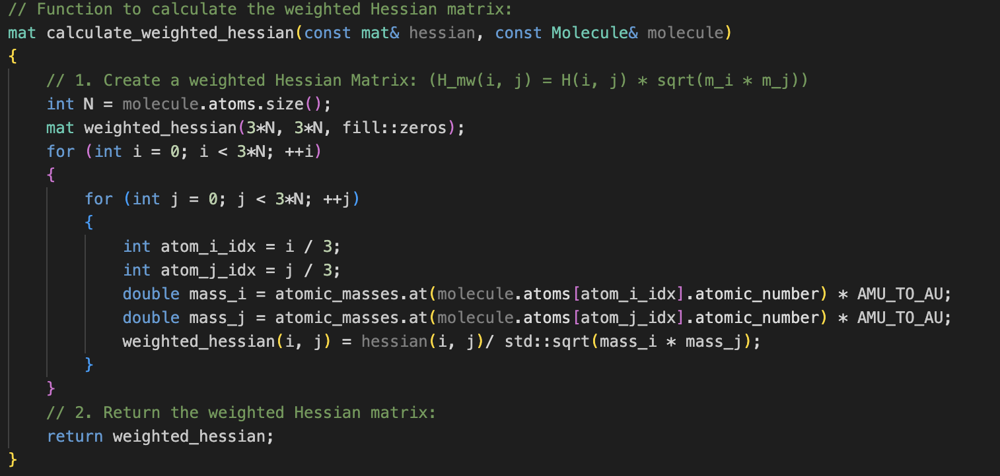 // Function to calculate the weighted Hessian matrix:
mat calculate_weighted_hessian(const mat& hessian, const Molecule& molecule)
{
    // 1. Create a weighted Hessian Matrix: (H_mw(i, j) = H(i, j) * sqrt(m_i * m_j))
    int N = molecule.atoms.size();
    mat weighted_hessian(3*N, 3*N, fill::zeros);
    for (int i = 0; i < 3*N; ++i)
    {
        for (int j = 0; j < 3*N; ++j)
        {
            int atom_i_idx = i / 3;
            int atom_j_idx = j / 3;
            double mass_i = atomic_masses.at(molecule.atoms[atom_i_idx].atomic_number) * AMU_TO_AU;
            double mass_j = atomic_masses.at(molecule.atoms[atom_j_idx].atomic_number) * AMU_TO_AU;
            weighted_hessian(i, j) = hessian(i, j)/ std::sqrt(mass_i * mass_j);
        }
    }
    // 2. Return the weighted Hessian matrix:
    return weighted_hessian;
}